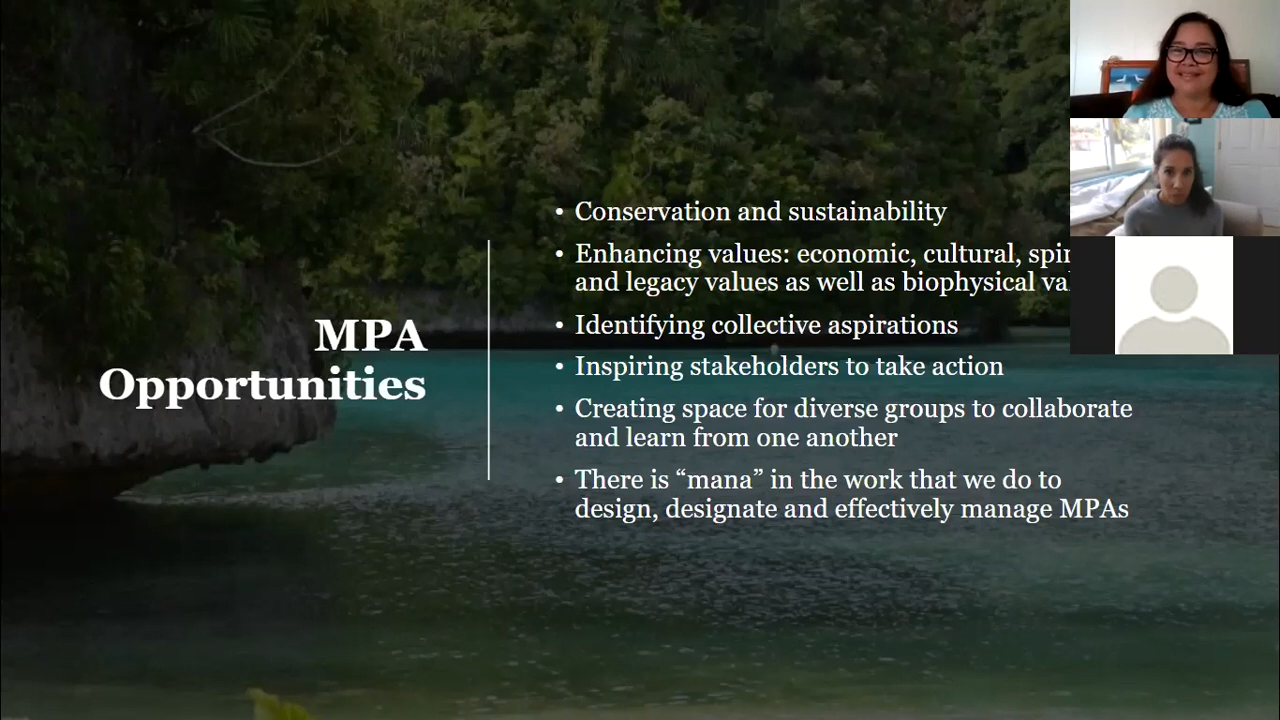 MPA
Opportunities
• Conservation and sustainability
• Enhancing values: economic, cultural,
and legacy values as well as biophysical
• Identifying collective aspirations
• Inspiring stakeholders to take action
• Creating space for diverse groups to collaborate
and learn from one another
• There is “mana” in the work that we do to
design, designate and effectively manage MPAs